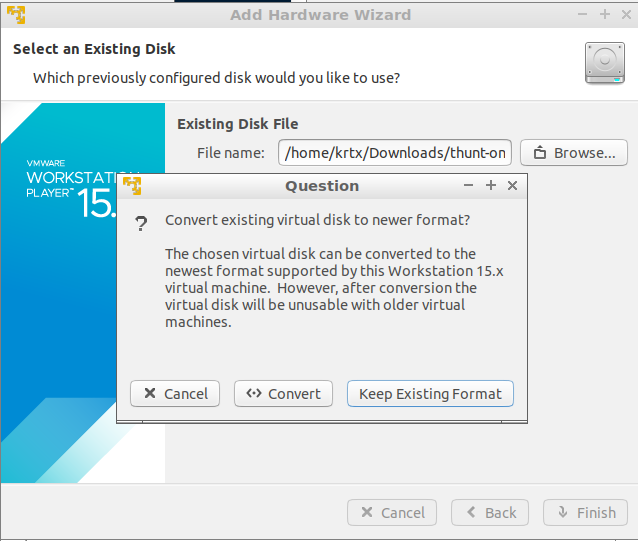 Add Hardware Wizard
Select an Existing Disk
Which previously configured disk would you like to use?
Existing Disk File
File name:
/home/krtx/Downloads/thunt-on
Browse...
VMWARE
WORKSTATION
PLAYER™ 15.
Question
Convert existing virtual disk to newer format?
The chosen virtual disk can be converted to the
newest format supported by this Workstation 15.x
virtual machine.  However, after conversion the
virtual disk will be unusable with older virtual
machines.
Cancel
Convert
Keep Existing Format
Cancel
Back
Finish